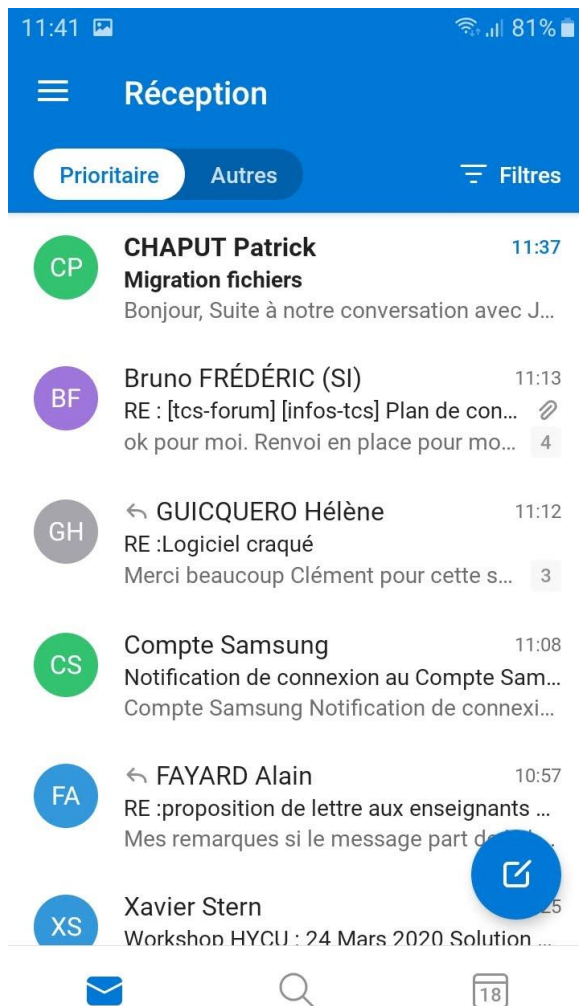 11:41 81%
Réception
Prioritaire Autres Filtres
CP CHAPUT Patrick 11:37
Migration fichiers
Bonjour, Suite à notre conversation avec J...
BF Bruno FRÉDÉRIC (SI) 11:13
RE : [tcs-forum] [infos-tcs] Plan de con...
ok pour moi. Renvoi en place pour mo... 4
GH GUICQUERO Hélène 11:12
RE :Logiciel craqué
Merci beaucoup Clément pour cette s... 3
CS Compte Samsung 11:08
Notification de connexion au Compte Sam...
Compte Samsung Notification de connexi...
FA FAYARD Alain 10:57
RE :proposition de lettre aux enseignants ...
Mes remarques si le message part
XS Xavier Stern
Workshop HYCU : 24 Mars 2020 Solution ...
18